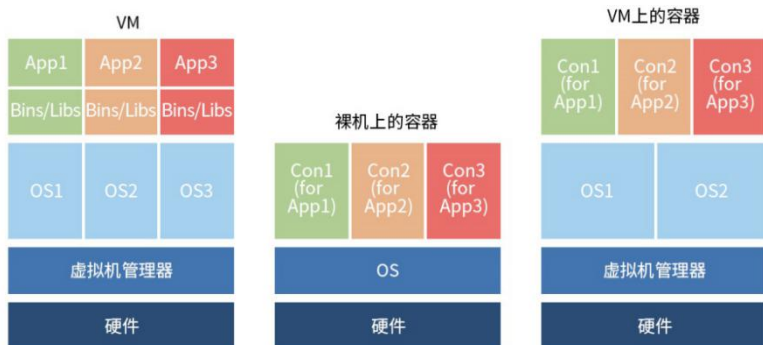 VM
App1
App2
App3
Bins/Libs
Bins/Libs
Bins/Libs
OS1
OS2
OS3
虚拟机管理器
硬件
裸机上的容器
Con1
(for
App1)
Con2
(for
App2)
Con3
(for
App3)
OS
硬件
VM上的容器
Con1
(for
App1)
Con2
(for
App2)
Con3
(for
App3)
OS1
OS2
虚拟机管理器
硬件